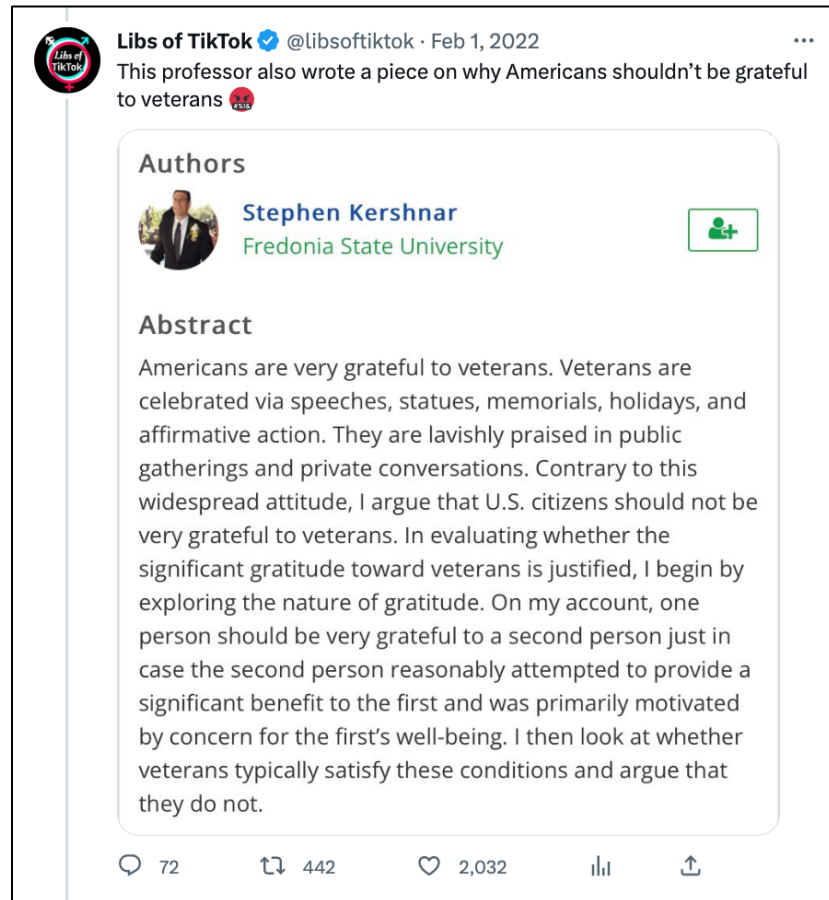 Libs of TikTok @libsoftiktok · Feb 1, 2022
Libs of
TikTok
This professor also wrote a piece on why Americans shouldn’t be grateful
to veterans
Authors
Stephen Kershnar
Fredonia State University
Abstract
Americans are very grateful to veterans. Veterans are
celebrated via speeches, statues, memorials, holidays, and
affirmative action. They are lavishly praised in public
gatherings and private conversations. Contrary to this
widespread attitude, I argue that U.S. citizens should not be
very grateful to veterans. In evaluating whether the
significant gratitude toward veterans is justified, I begin by
exploring the nature of gratitude. On my account, one
person should be very grateful to a second person just in
case the second person reasonably attempted to provide a
significant benefit to the first and was primarily motivated
by concern for the first’s well-being. I then look at whether
veterans typically satisfy these conditions and argue that
they do not.
72 442 2,032